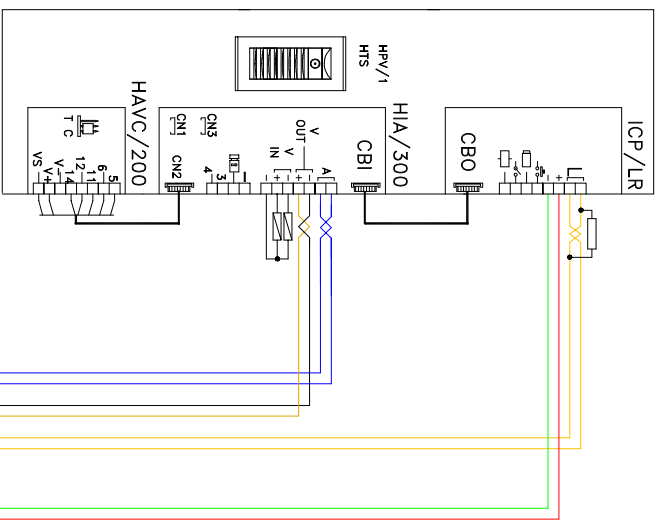 HPV/1
HTS
HAVC/200
T C
VS
V+
V-
14
12
11
6
5
HIA/300
CN1
CN3
CN2
4
3
1
V
OUT
V
IN
- +
+ -
A
CBI
ICP/LR
CBO
- +
L